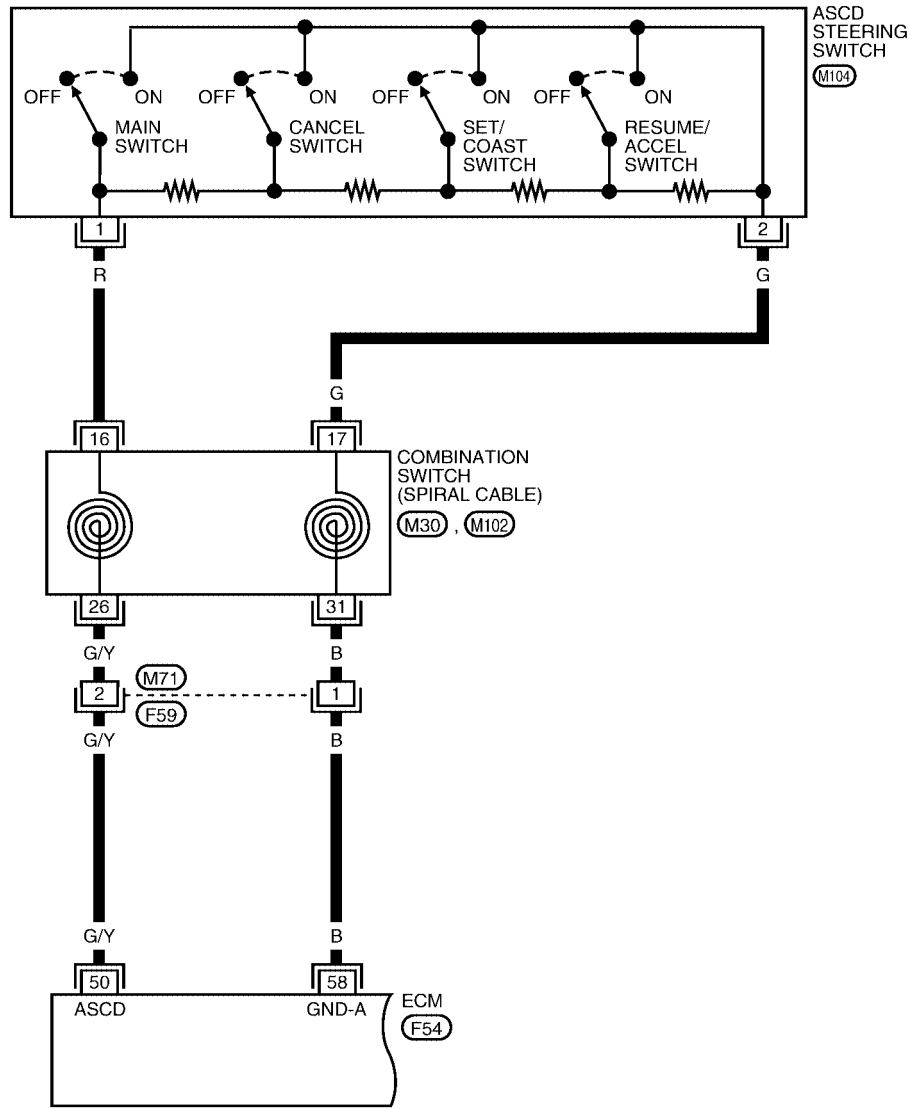 ASCD
STEERING
SWITCH
M104
OFF ON OFF ON OFF ON OFF ON
MAIN
SWITCH
CANCEL
SWITCH
SET/
COAST
SWITCH
RESUME/
ACCEL
SWITCH
1 2
R G
G
16 17
COMBINATION
SWITCH
(SPIRAL CABLE)
M30 , M102
26 31
G/Y B
M71
2 1
F59
G/Y B
G/Y B
50 58
ASCD GND-A
ECM
F54